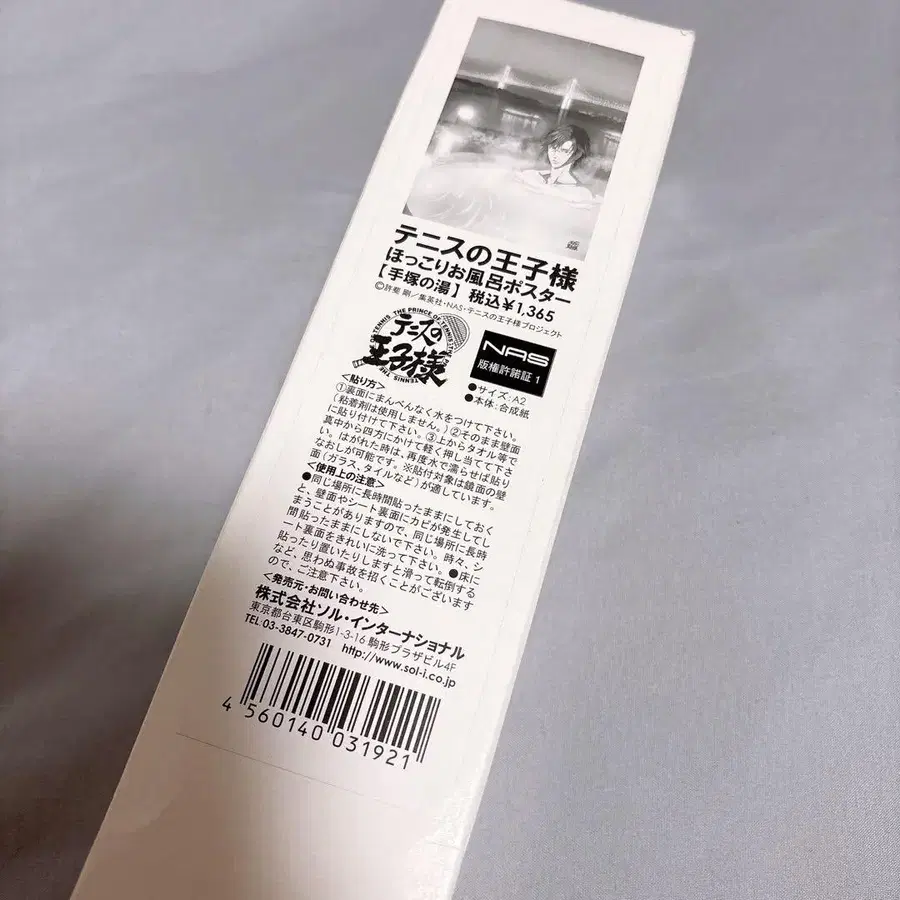 テニスの王子様
ほっこりお風呂ポスター
【手塚の湯】 税込¥1,365
©許斐 剛/集英社・NAS・テニスの王子様プロジェクト
THE PRINCE OF TENNIS
テニスの
王子様
NAS
版権許諾証 1
●サイズ:A2
●本体:合成紙
<貼り方>
①裏面にまんべんなく水をつけて下さい。
(粘着剤は使用しません。)②そのまま壁面
に貼り付けて下さい。③上からタオル等で
真中から四方にかけて軽く押し当てて下さ
い。はがれた時は、再度水で濡らせば貼り
なおしが可能です。※貼付対象は鏡面の壁
面(ガラス、タイルなど)が適しています。
<使用上の注意>
●同じ場所に長時間貼ったままにしておく
と、壁面やシート裏面にカビが発生してし
まうことがありますので、同じ場所に長時
間貼ったままにしないで下さい。時々、シ
ート裏面をきれいに洗って下さい。●床に
貼ったり置いたりしますと滑って転倒する
など、思わぬ事故を招くことがございます
ので、ご注意下さい。
<発売元・お問い合わせ先>
株式会社ソル・インターナショナル
東京都台東区駒形1-3-16 駒形プラザビル4F
TEL 03-3847-0731 http://www.sol-i.co.jp
4 560140 031921